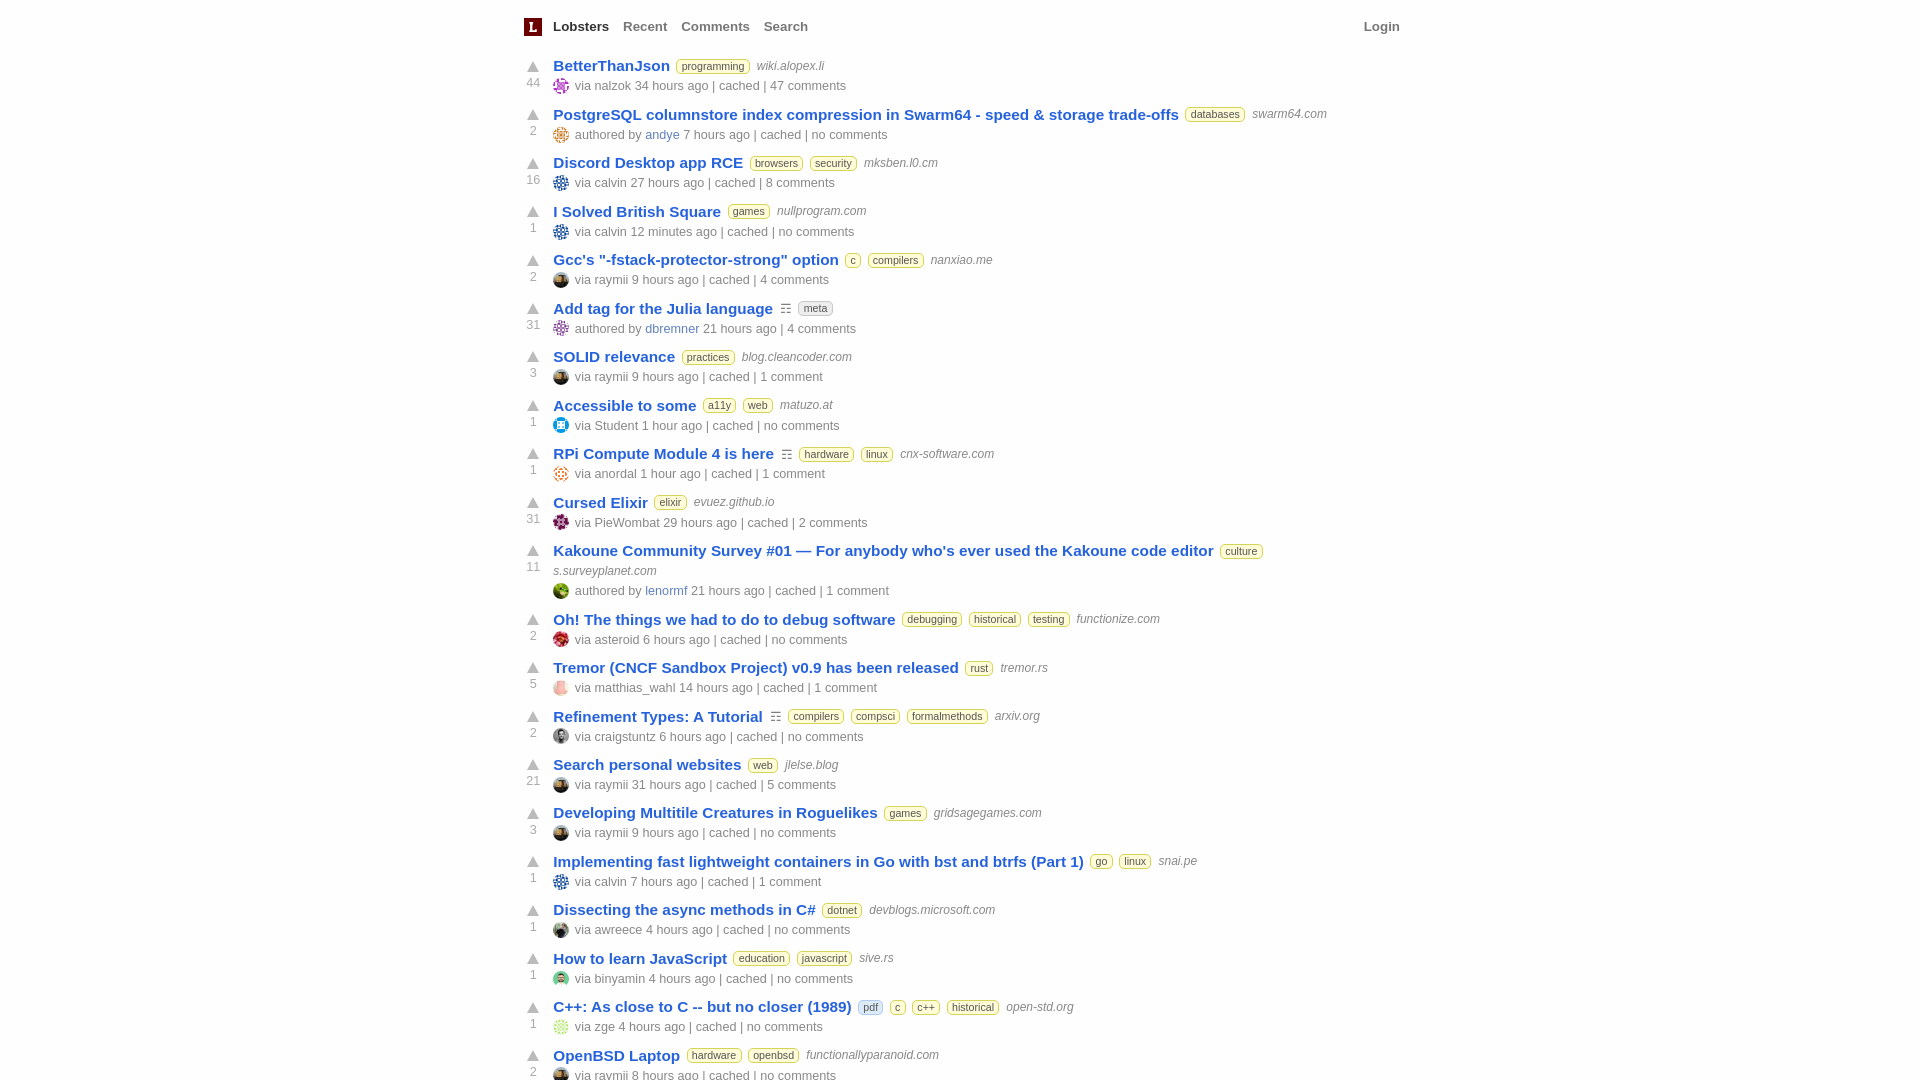 L Lobsters Recent Comments Search Login
BetterThanJson programming wiki.alopex.li
44
via nalzok 34 hours ago | cached | 47 comments
PostgreSQL columnstore index compression in Swarm64 - speed & storage trade-offs databases swarm64.com
2
authored by andye 7 hours ago | cached | no comments
Discord Desktop app RCE browsers security mksben.l0.cm
16
via calvin 27 hours ago | cached | 8 comments
I Solved British Square games nullprogram.com
1
via calvin 12 minutes ago | cached | no comments
Gcc's "-fstack-protector-strong" option c compilers nanxiao.me
2
via raymii 9 hours ago | cached | 4 comments
Add tag for the Julia language ☶ meta
31
authored by dbremner 21 hours ago | 4 comments
SOLID relevance practices blog.cleancoder.com
3
via raymii 9 hours ago | cached | 1 comment
Accessible to some a11y web matuzo.at
1
via Student 1 hour ago | cached | no comments
RPi Compute Module 4 is here ☶ hardware linux cnx-software.com
1
via anordal 1 hour ago | cached | 1 comment
Cursed Elixir elixir evuez.github.io
31
via PieWombat 29 hours ago | cached | 2 comments
Kakoune Community Survey #01 — For anybody who's ever used the Kakoune code editor culture
11
s.surveyplanet.com
authored by lenormf 21 hours ago | cached | 1 comment
Oh! The things we had to do to debug software debugging historical testing functionize.com
2
via asteroid 6 hours ago | cached | no comments
Tremor (CNCF Sandbox Project) v0.9 has been released rust tremor.rs
5
via matthias_wahl 14 hours ago | cached | 1 comment
Refinement Types: A Tutorial ☶ compilers compsci formalmethods arxiv.org
2
via craigstuntz 6 hours ago | cached | no comments
Search personal websites web jlelse.blog
21
via raymii 31 hours ago | cached | 5 comments
Developing Multitile Creatures in Roguelikes games gridsagegames.com
3
via raymii 9 hours ago | cached | no comments
Implementing fast lightweight containers in Go with bst and btrfs (Part 1) go linux snai.pe
1
via calvin 7 hours ago | cached | 1 comment
Dissecting the async methods in C# dotnet devblogs.microsoft.com
1
via awreece 4 hours ago | cached | no comments
How to learn JavaScript education javascript sive.rs
1
via binyamin 4 hours ago | cached | no comments
C++: As close to C -- but no closer (1989) pdf c c++ historical open-std.org
1
via zge 4 hours ago | cached | no comments
OpenBSD Laptop hardware openbsd functionallyparanoid.com
2
via raymii 8 hours ago | cached | no comments